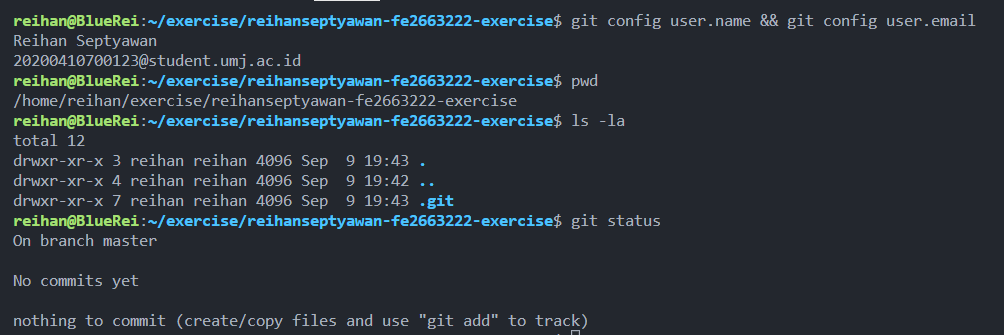 reihan@BlueRei:~/exercise/reihanseptyawan-fe2663222-exercise$ git config user.name && git config user.email
Reihan Septyawan
20200410700123@student.umj.ac.id
reihan@BlueRei:~/exercise/reihanseptyawan-fe2663222-exercise$ pwd
/home/reihan/exercise/reihanseptyawan-fe2663222-exercise
reihan@BlueRei:~/exercise/reihanseptyawan-fe2663222-exercise$ ls -la
total 12
drwxr-xr-x 3 reihan reihan 4096 Sep  9 19:43 .
drwxr-xr-x 4 reihan reihan 4096 Sep  9 19:42 ..
drwxr-xr-x 7 reihan reihan 4096 Sep  9 19:43 .git
reihan@BlueRei:~/exercise/reihanseptyawan-fe2663222-exercise$ git status
On branch master
No commits yet
nothing to commit (create/copy files and use "git add" to track)